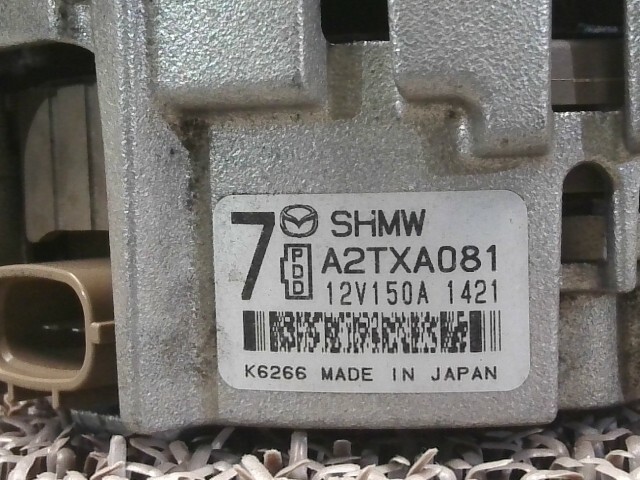 7 SHMW
PDD A2TXA081
12V150A 1421
K6266 MADE IN JAPAN